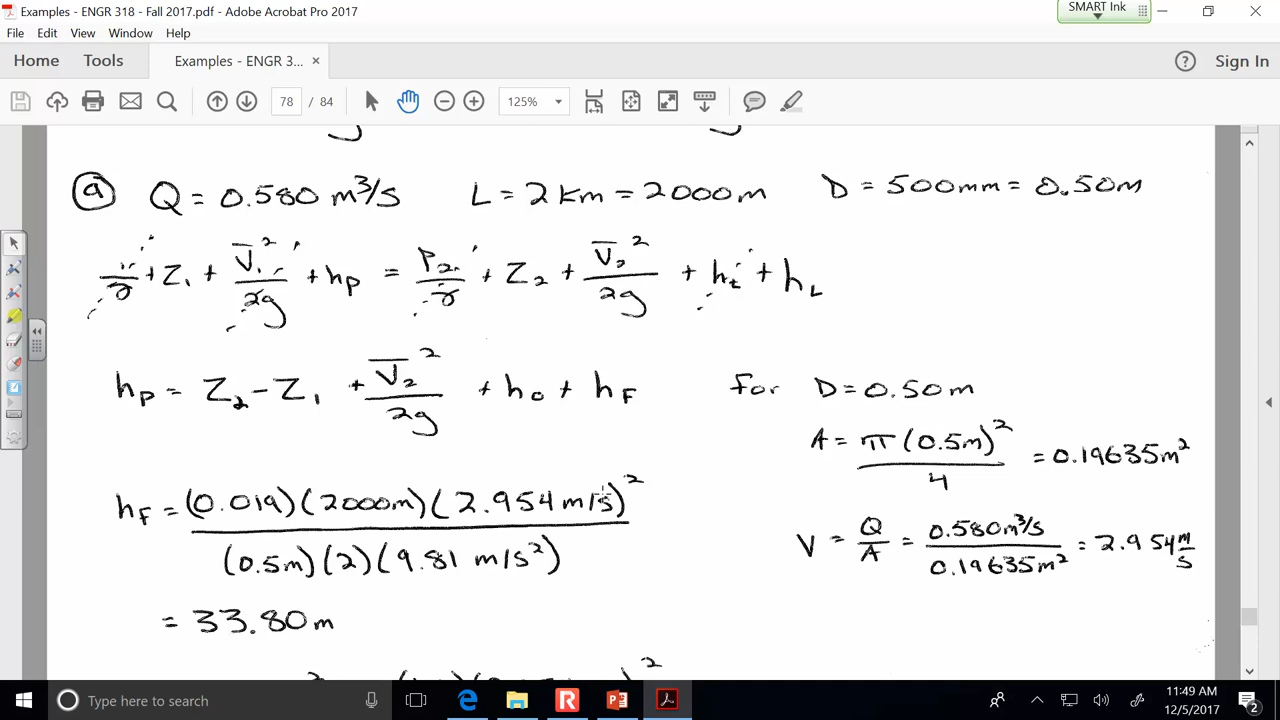 Examples - ENGR 318 - Fall 2017.pdf - Adobe Acrobat Pro 2017
SMART Ink
File Edit View Window Help
Home Tools Examples - ENGR 3... × Sign In
78 / 84 125%
ⓐ Q = 0.580 m³/s L = 2 Km = 2000m D = 500mm = 0.50m
/γ + Z₁ + V̄₁²/2g + hp = P₂/γ + Z₂ + V̄₂²/2g + ht + hL
hp = Z₂ - Z₁ + V̄₂²/2g + ho + hF
For D = 0.50m
A = π(0.5m)²/4 = 0.19635m²
hF = (0.019)(2000m)(2.954 m/s)²/(0.5m)(2)(9.81 m/s²)
V = Q/A = 0.580m³/s/0.19635m² = 2.954 m/s
= 33.80m
Type here to search
11:49 AM
12/5/2017
2